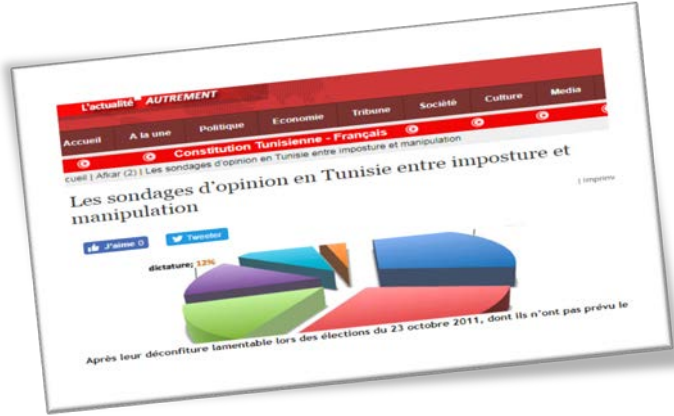 L'actualité AUTREMENT
Accueil A la une Politique Economie Tribune Société Culture Media
Constitution Tunisienne - Français
cueil | Afkar (2) | Les sondages d'opinion en Tunisie entre imposture et manipulation
Les sondages d'opinion en Tunisie entre imposture et
manipulation
| Imprim
J'aime 0 Tweeter
dictature; 12%
Après leur déconfiture lamentable lors des élections du 23 octobre 2011, dont ils n'ont pas prévu le